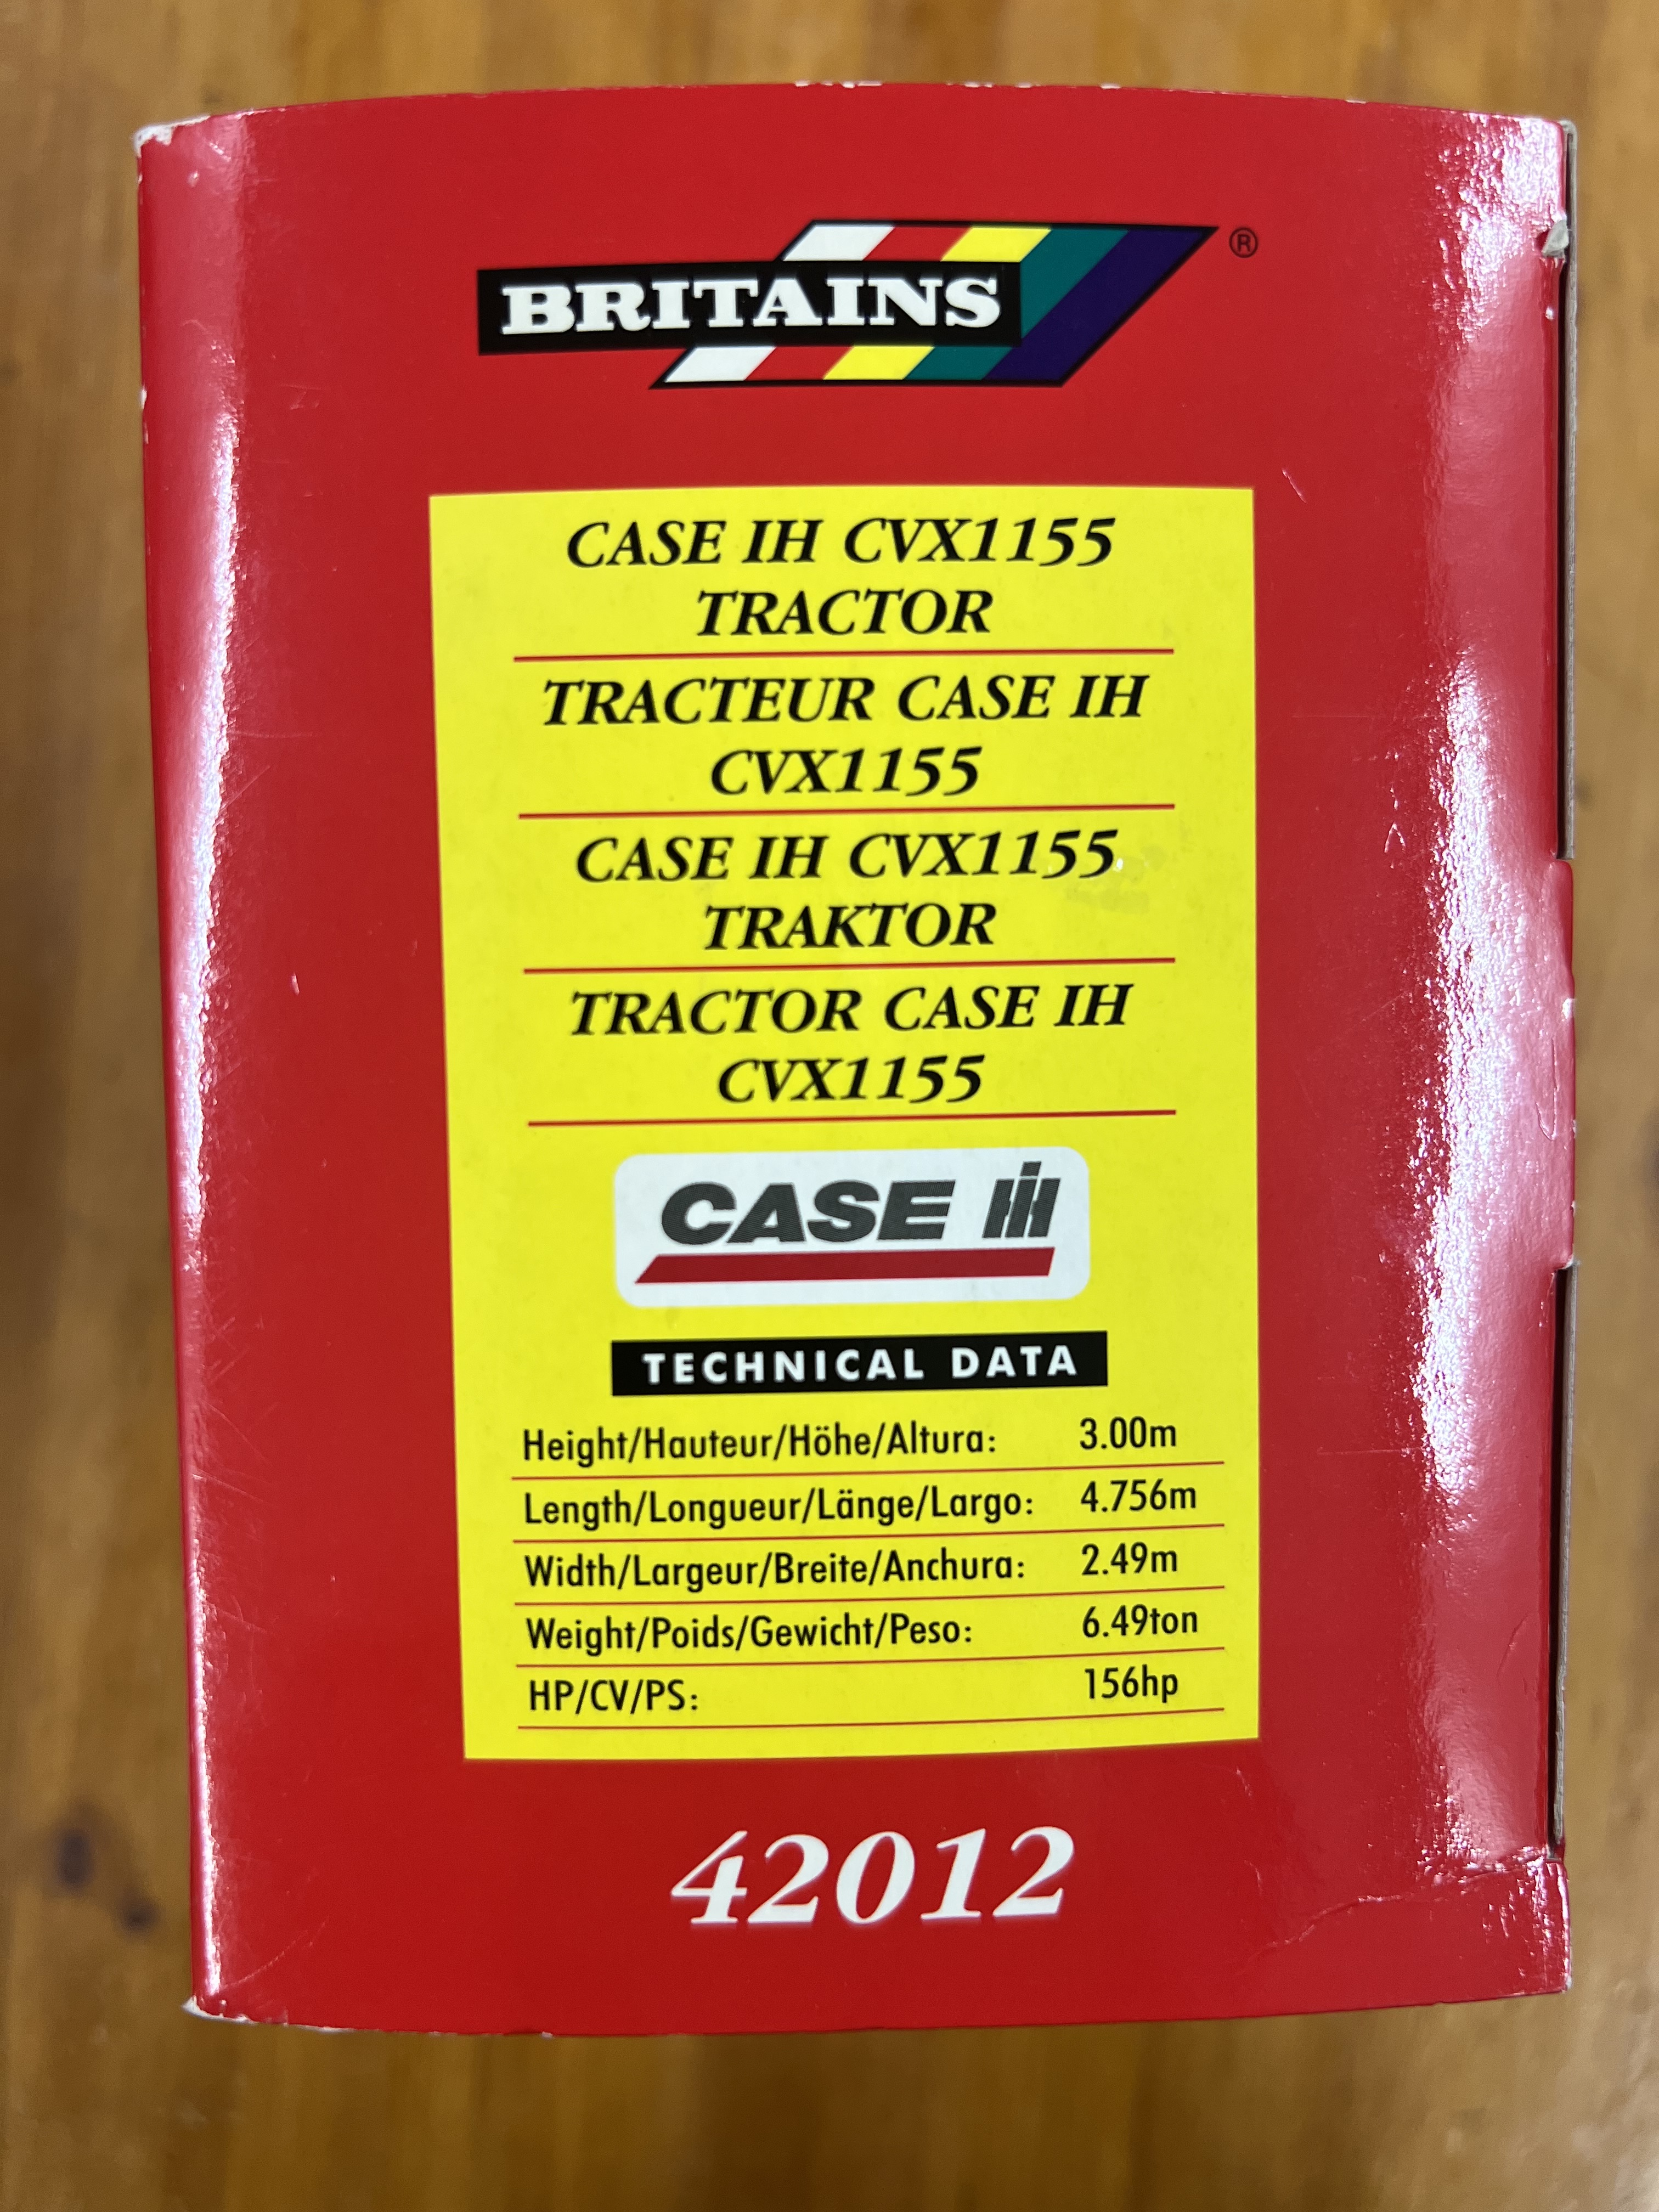 BRITAINS ®
CASE IH CVX1155
TRACTOR
TRACTEUR CASE IH
CVX1155
CASE IH CVX1155
TRAKTOR
TRACTOR CASE IH
CVX1155
CASE IH
TECHNICAL DATA
Height/Hauteur/Höhe/Altura: 3.00m
Length/Longueur/Länge/Largo: 4.756m
Width/Largeur/Breite/Anchura: 2.49m
Weight/Poids/Gewicht/Peso: 6.49ton
HP/CV/PS: 156hp
42012